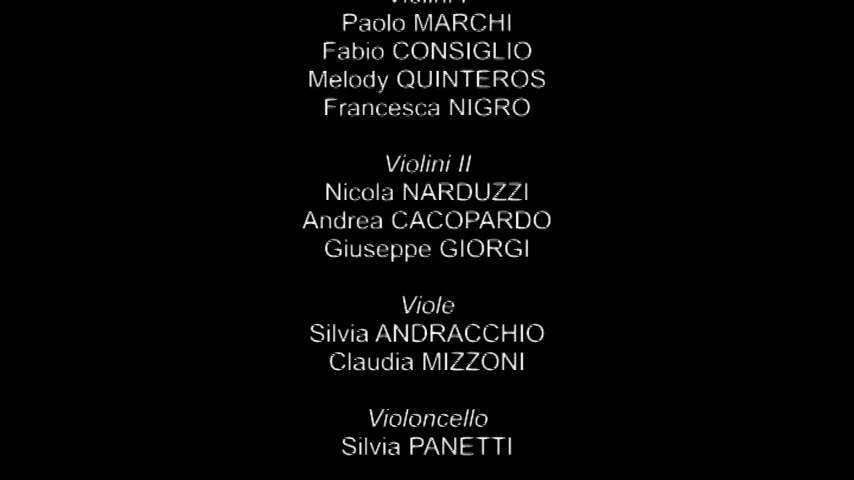 Violini I
Paolo MARCHI
Fabio CONSIGLIO
Melody QUINTEROS
Francesca NIGRO
Violini II
Nicola NARDUZZI
Andrea CACOPARDO
Giuseppe GIORGI
Viole
Silvia ANDRACCHIO
Claudia MIZZONI
Violoncello
Silvia PANETTI